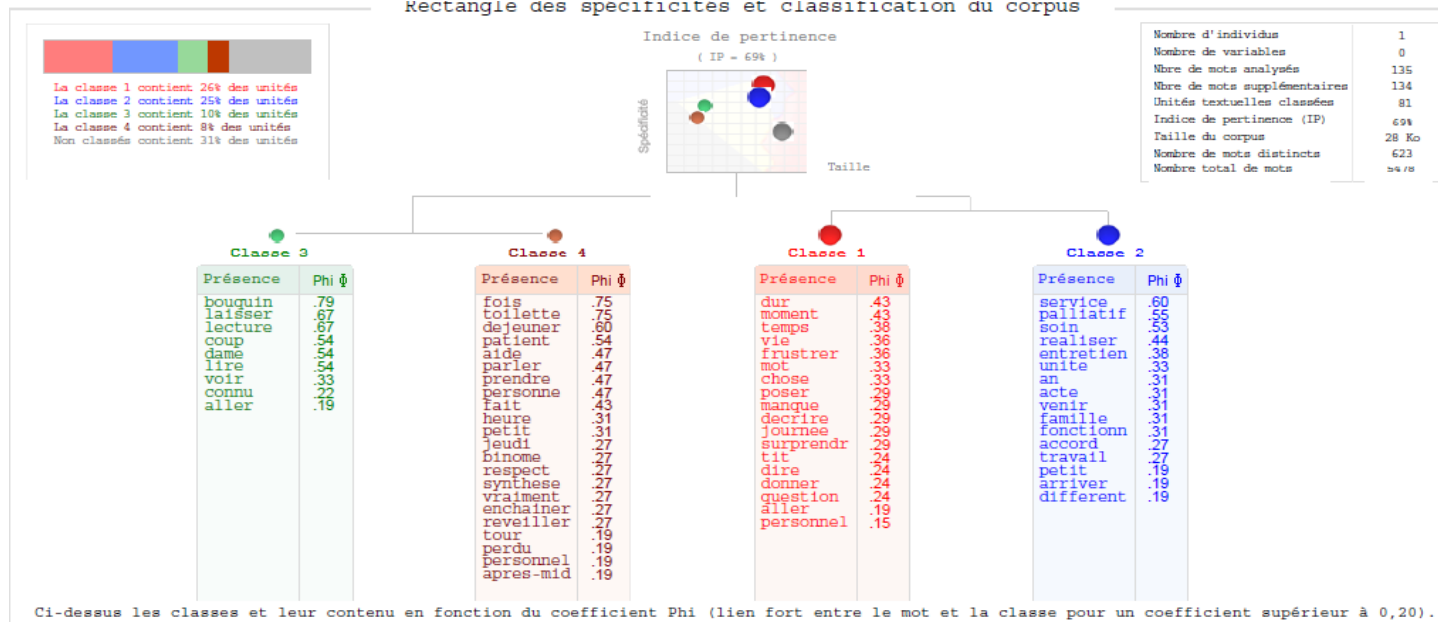 Rectangle des spécificités et classification du corpus
La classe 1 contient 26% des unités
La classe 2 contient 25% des unités
La classe 3 contient 10% des unités
La classe 4 contient 8% des unités
Non classés contient 31% des unités
Indice de pertinence
( IP = 69% )
Spécificité
Taille
Nombre d'individus 1
Nombre de variables 0
Nbre de mots analysés 135
Nbre de mots supplémentaires 134
Unités textuelles classées 81
Indice de pertinence (IP) 69%
Taille du corpus 28 Ko
Nombre de mots distincts 623
Nombre total de mots 5478
Classe 3
Présence Phi Φ
bouquin .79
laisser .67
lecture .67
coup .54
dame .54
lire .54
voir .33
connu .22
aller .19
Classe 4
Présence Phi Φ
fois .75
toilette .75
dejeuner .60
patient .54
aide .47
parler .47
prendre .47
personne .47
fait .43
heure .31
petit .31
jeudi .27
binome .27
respect .27
synthese .27
vraiment .27
enchainer .27
reveiller .27
tour .19
perdu .19
personnel .19
apres-mid .19
Classe 1
Présence Phi Φ
dur .43
moment .43
temps .38
vie .36
frustrer .36
mot .33
chose .33
poser .29
manque .29
decrire .29
journee .29
surprendr .29
tit .24
dire .24
donner .24
question .24
aller .19
personnel .15
Classe 2
Présence Phi Φ
service .60
palliatif .55
soin .53
realiser .44
entretien .38
unite .33
an .31
acte .31
venir .31
famille .31
fonctionn .31
accord .27
travail .27
petit .19
arriver .19
different .19
Ci-dessus les classes et leur contenu en fonction du coefficient Phi (lien fort entre le mot et la classe pour un coefficient supérieur à 0,20).